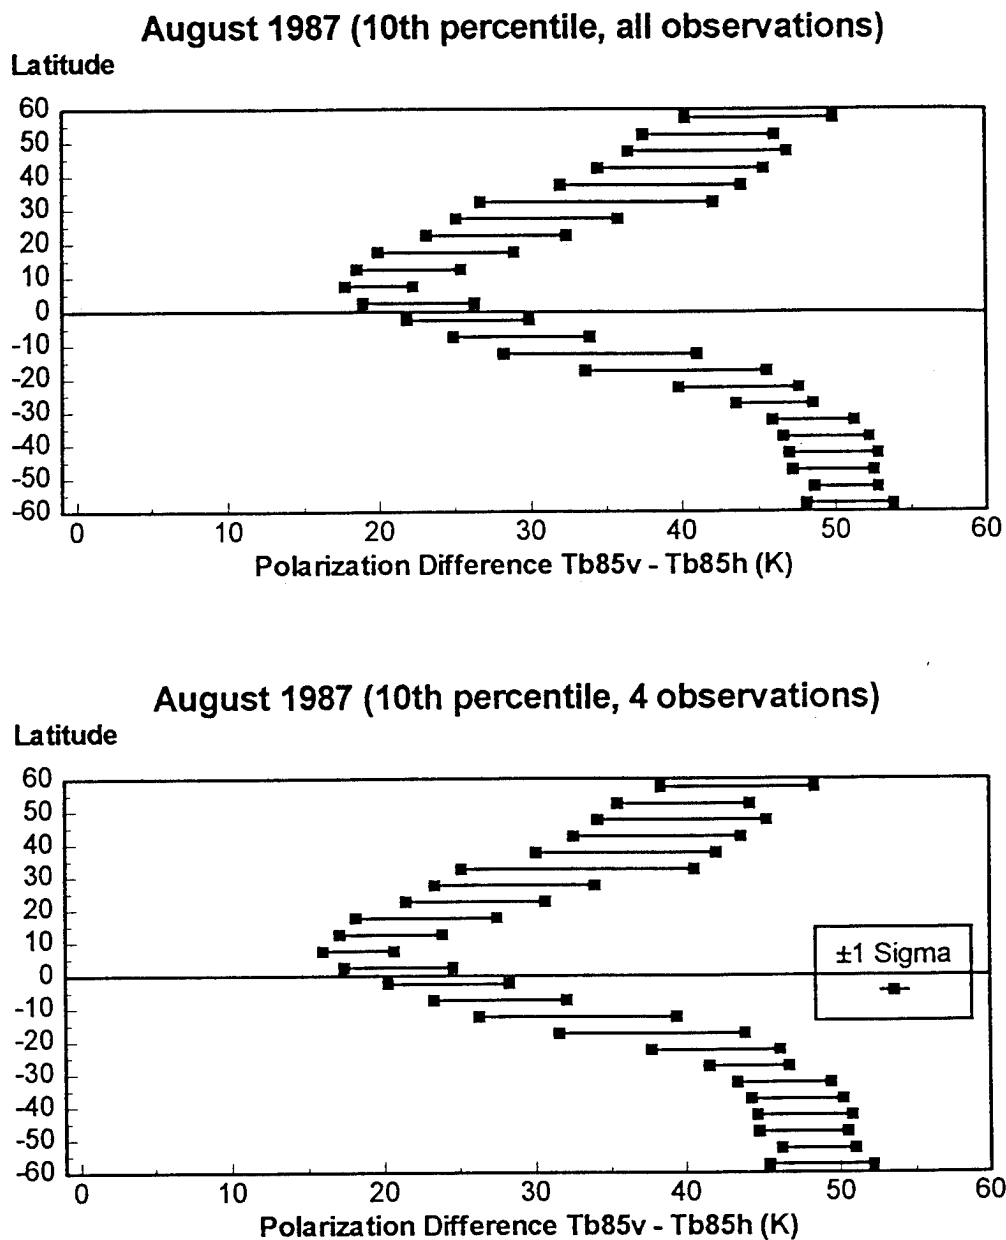 August 1987 (10th percentile, all observations)
Latitude
60
50
40
30
20
10
0
-10
-20
-30
-40
-50
-60
0 10 20 30 40 50 60
Polarization Difference Tb85v - Tb85h (K)
August 1987 (10th percentile, 4 observations)
Latitude
60
50
40
30
20
10
0
-10
-20
-30
-40
-50
-60
±1 Sigma
0 10 20 30 40 50 60
Polarization Difference Tb85v - Tb85h (K)